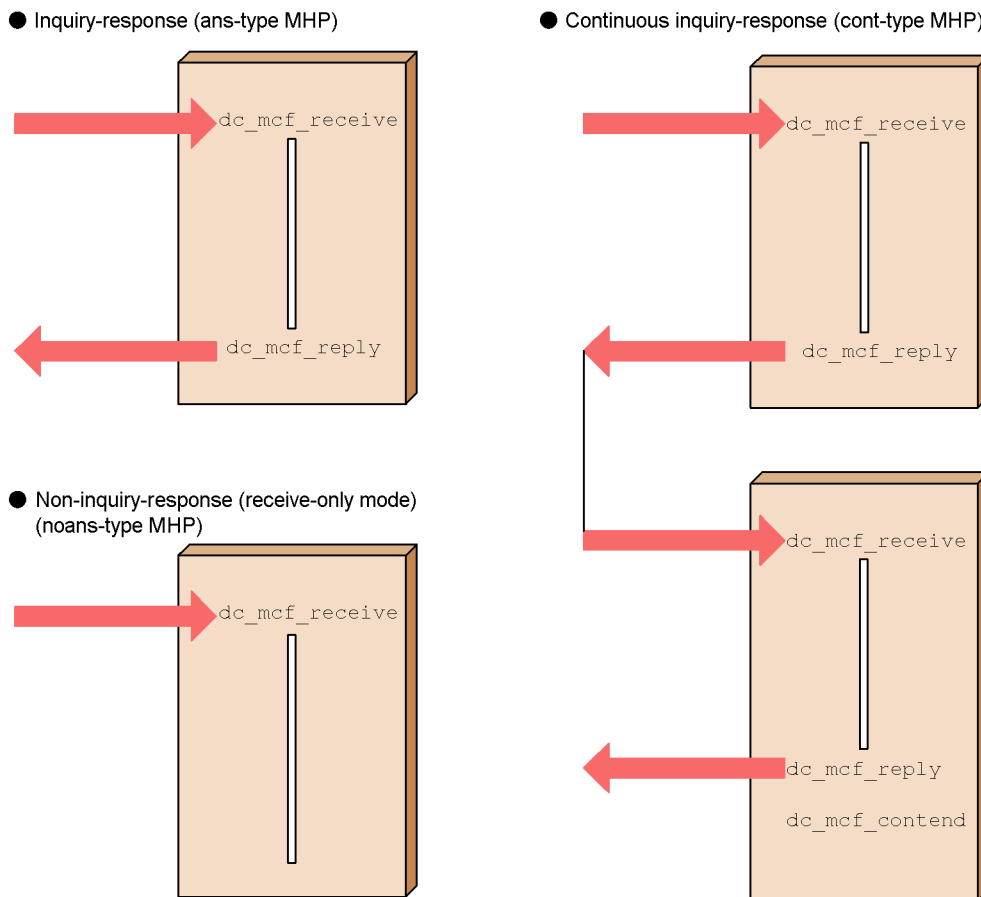 ● Inquiry-response (ans-type MHP)
dc_mcf_receive
dc_mcf_reply
● Non-inquiry-response (receive-only mode)
(noans-type MHP)
dc_mcf_receive
● Continuous inquiry-response (cont-type MHP)
dc_mcf_receive
dc_mcf_reply
dc_mcf_receive
dc_mcf_reply
dc_mcf_contend